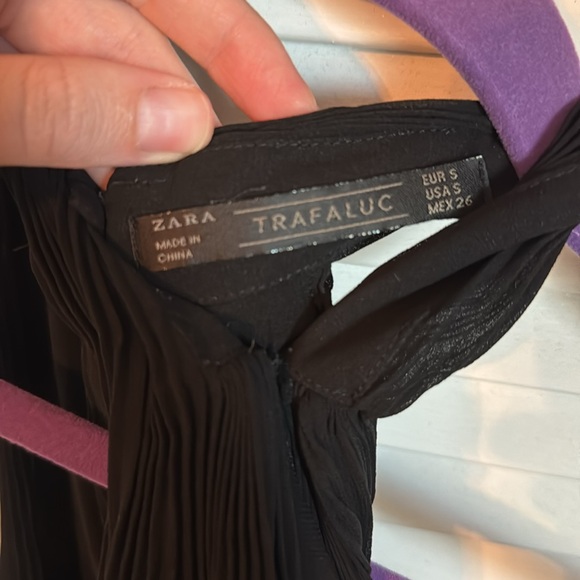 ZARA
MADE IN
CHINA
TRAFALUC
EUR S
USA S
MEX 26